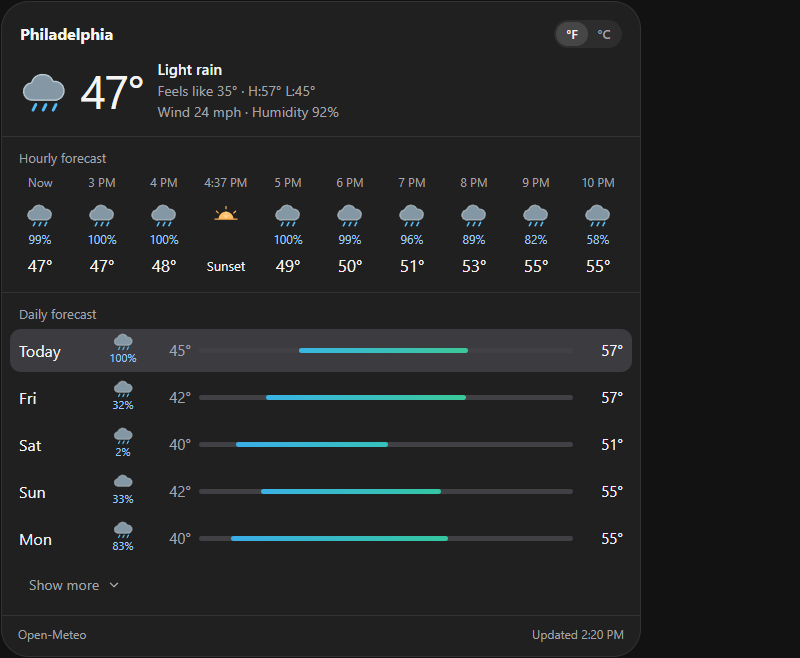 Philadelphia
°F °C
47°
Light rain
Feels like 35° · H:57° L:45°
Wind 24 mph · Humidity 92%
Hourly forecast
Now 3 PM 4 PM 4:37 PM 5 PM 6 PM 7 PM 8 PM 9 PM 10 PM
99% 100% 100% 100% 99% 96% 89% 82% 58%
47° 47° 48° Sunset 49° 50° 51° 53° 55° 55°
Daily forecast
Today 100% 45° 57°
Fri 32% 42° 57°
Sat 2% 40° 51°
Sun 33% 42° 55°
Mon 83% 40° 55°
Show more
Open-Meteo Updated 2:20 PM